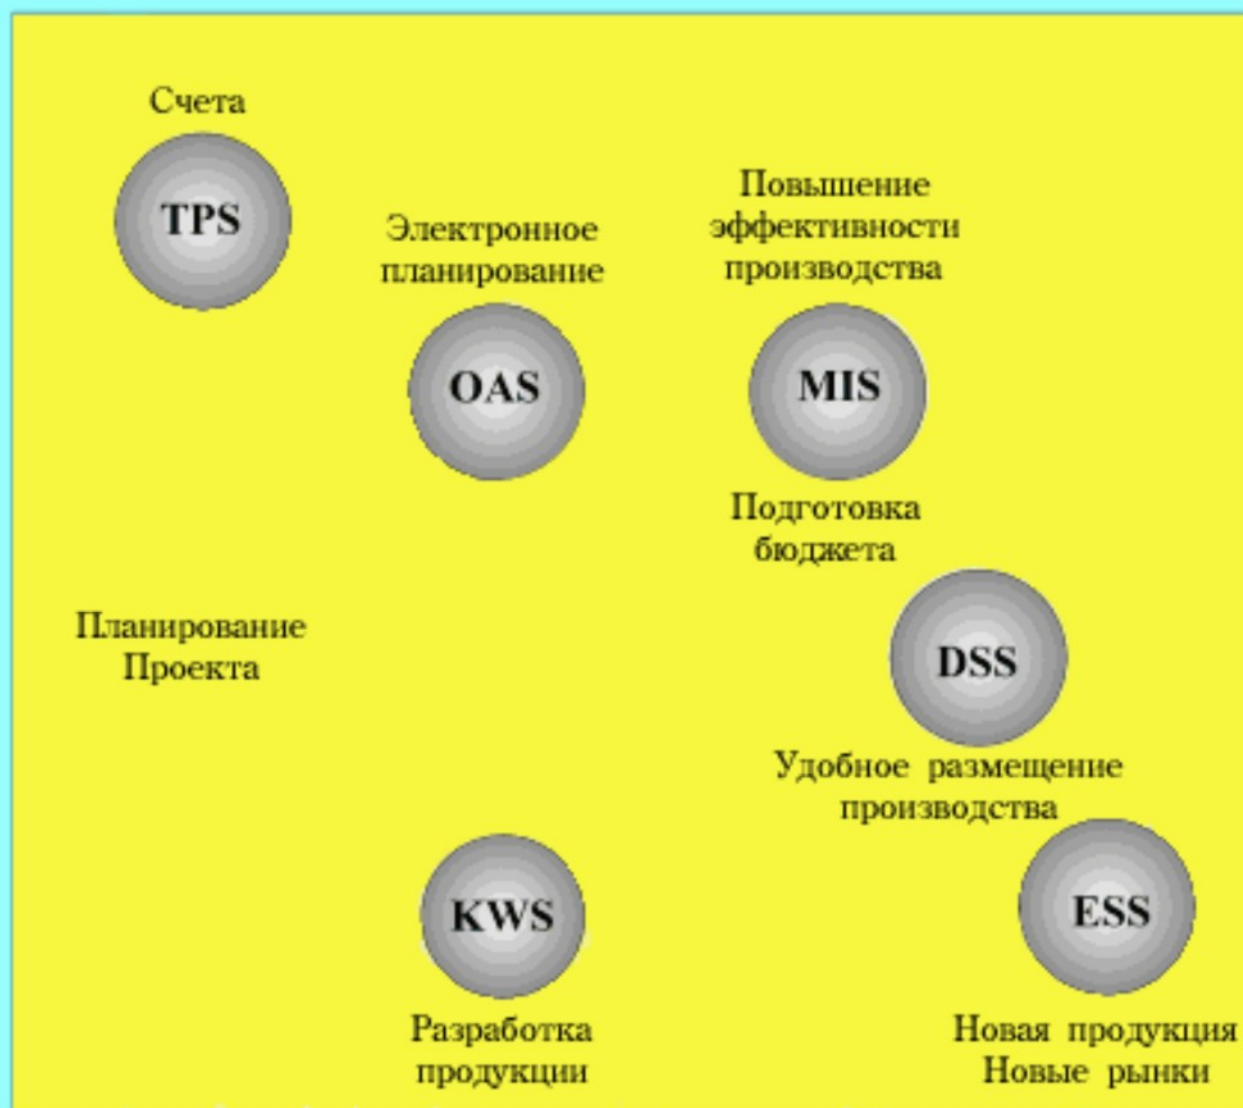 Счета
TPS
Электронное
планирование
OAS
Повышение
эффективности
производства
MIS
Подготовка
бюджета
Планирование
Проекта
DSS
Удобное размещение
производства
KWS
Разработка
продукции
ESS
Новая продукция
Новые рынки